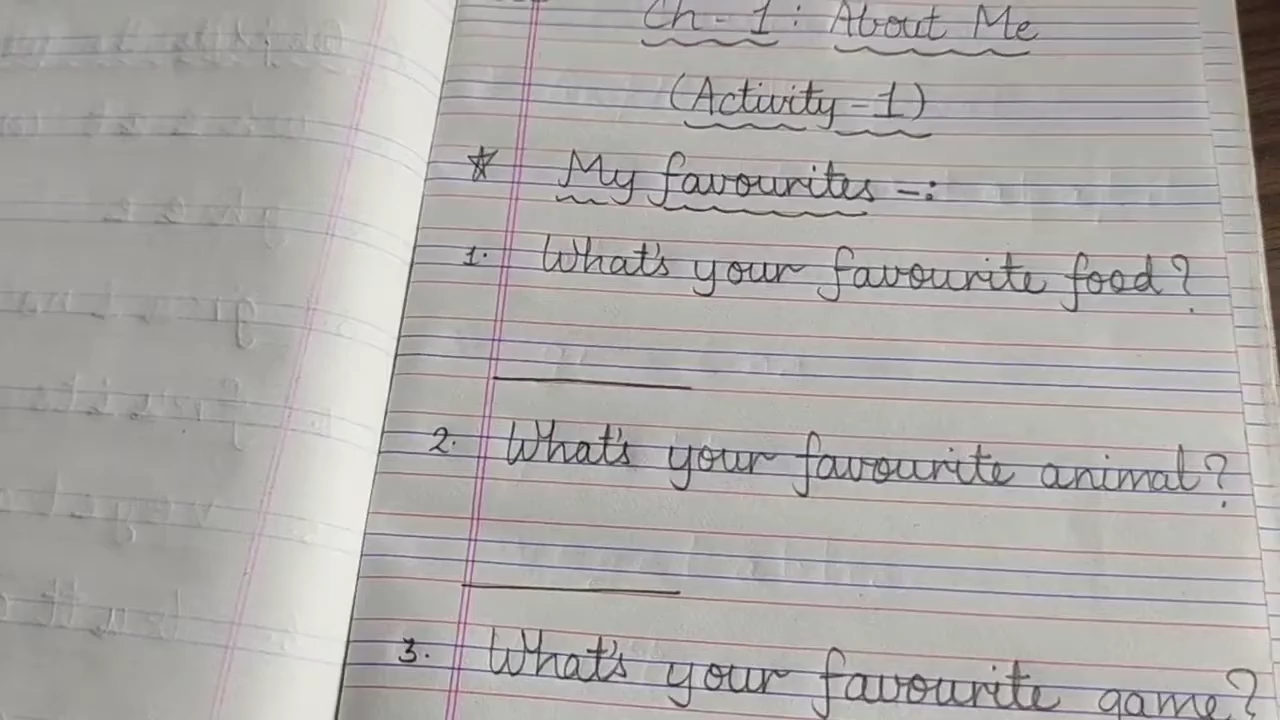 Ch - 1 : About Me
(Activity - 1)
☆ My favourites -:
1. What's your favourite food?
2. What's your favourite animal?
3. What's your favourite game?